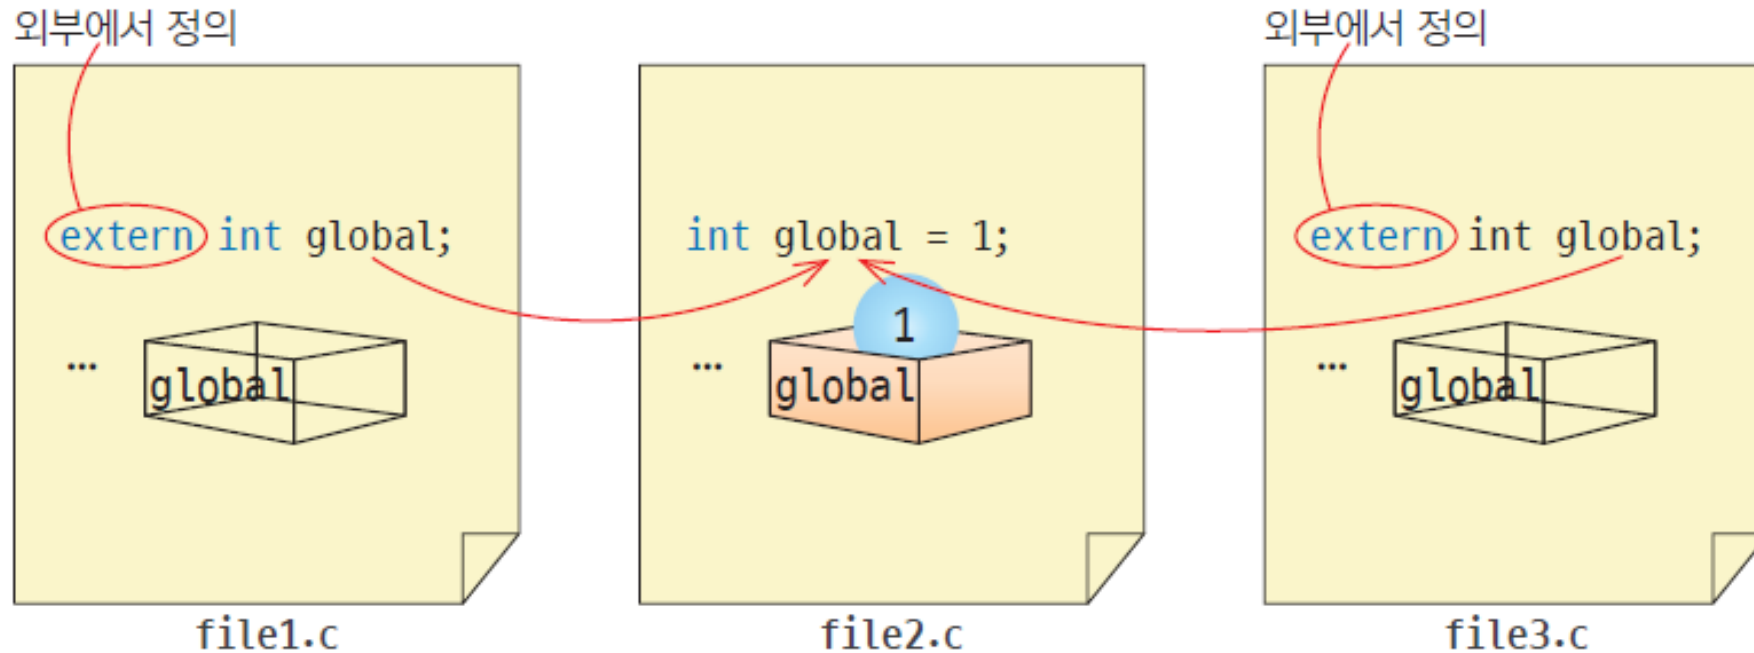 외부에서 정의
외부에서 정의
extern int global;
int global = 1;
extern int global;
1
... global
... global
... global
file1.c
file2.c
file3.c